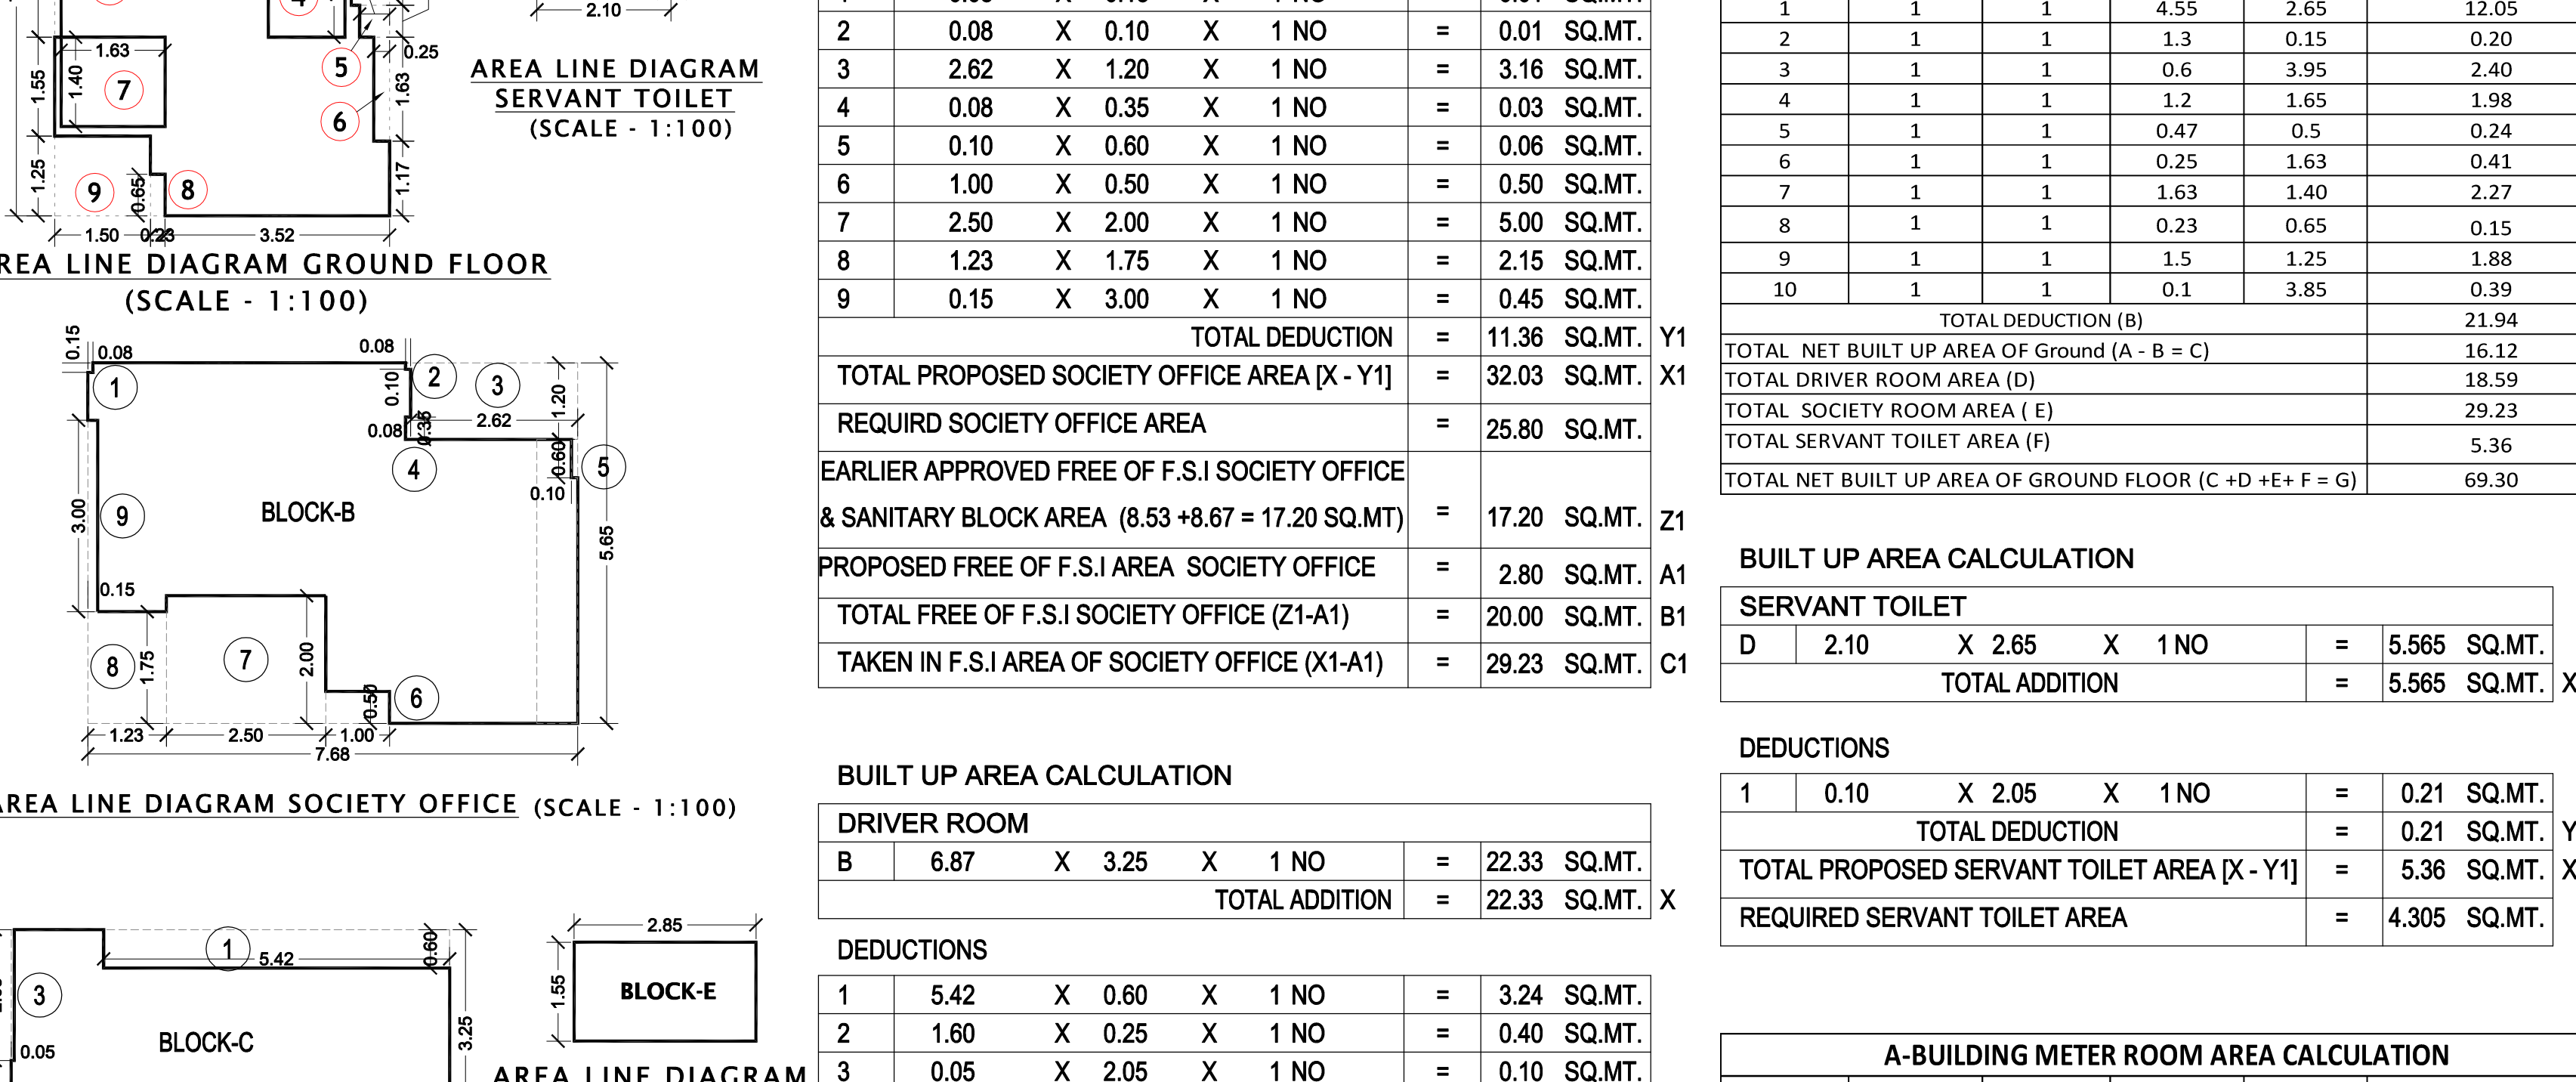 2.10
AREA LINE DIAGRAM
SERVANT TOILET
(SCALE - 1:100)
1.63
1.55
1.40
7
5
0.25
1.63
6
1.25
9
0.65
8
1.17
1.50 0.23 3.52
REA LINE DIAGRAM GROUND FLOOR
(SCALE - 1:100)
0.15
0.08
0.08
1
0.10
2
3
1.20
2.62
0.08
0.35
4
0.60
5
0.10
3.00
9
BLOCK-B
5.65
0.15
8
1.75
7
2.00
0.50
6
1.23 2.50 1.00
7.68
AREA LINE DIAGRAM SOCIETY OFFICE (SCALE - 1:100)
1
5.42
0.60
3
BLOCK-C
0.05
3.25
2.85
1.55
BLOCK-E
AREA LINE DIAGRAM
2 0.08 X 0.10 X 1 NO = 0.01 SQ.MT.
3 2.62 X 1.20 X 1 NO = 3.16 SQ.MT.
4 0.08 X 0.35 X 1 NO = 0.03 SQ.MT.
5 0.10 X 0.60 X 1 NO = 0.06 SQ.MT.
6 1.00 X 0.50 X 1 NO = 0.50 SQ.MT.
7 2.50 X 2.00 X 1 NO = 5.00 SQ.MT.
8 1.23 X 1.75 X 1 NO = 2.15 SQ.MT.
9 0.15 X 3.00 X 1 NO = 0.45 SQ.MT.
TOTAL DEDUCTION = 11.36 SQ.MT. Y1
TOTAL PROPOSED SOCIETY OFFICE AREA [X - Y1] = 32.03 SQ.MT. X1
REQUIRD SOCIETY OFFICE AREA = 25.80 SQ.MT.
EARLIER APPROVED FREE OF F.S.I SOCIETY OFFICE
& SANITARY BLOCK AREA (8.53 +8.67 = 17.20 SQ.MT) = 17.20 SQ.MT. Z1
PROPOSED FREE OF F.S.I AREA SOCIETY OFFICE = 2.80 SQ.MT. A1
TOTAL FREE OF F.S.I SOCIETY OFFICE (Z1-A1) = 20.00 SQ.MT. B1
TAKEN IN F.S.I AREA OF SOCIETY OFFICE (X1-A1) = 29.23 SQ.MT. C1
BUILT UP AREA CALCULATION
DRIVER ROOM
B 6.87 X 3.25 X 1 NO = 22.33 SQ.MT.
TOTAL ADDITION = 22.33 SQ.MT. X
DEDUCTIONS
1 5.42 X 0.60 X 1 NO = 3.24 SQ.MT.
2 1.60 X 0.25 X 1 NO = 0.40 SQ.MT.
3 0.05 X 2.05 X 1 NO = 0.10 SQ.MT.
1 1 1 4.55 2.65 12.05
2 1 1 1.3 0.15 0.20
3 1 1 0.6 3.95 2.40
4 1 1 1.2 1.65 1.98
5 1 1 0.47 0.5 0.24
6 1 1 0.25 1.63 0.41
7 1 1 1.63 1.40 2.27
8 1 1 0.23 0.65 0.15
9 1 1 1.5 1.25 1.88
10 1 1 0.1 3.85 0.39
TOTAL DEDUCTION (B) 21.94
TOTAL NET BUILT UP AREA OF Ground (A - B = C) 16.12
TOTAL DRIVER ROOM AREA (D) 18.59
TOTAL SOCIETY ROOM AREA ( E) 29.23
TOTAL SERVANT TOILET AREA (F) 5.36
TOTAL NET BUILT UP AREA OF GROUND FLOOR (C +D +E+ F = G) 69.30
BUILT UP AREA CALCULATION
SERVANT TOILET
D 2.10 X 2.65 X 1 NO = 5.565 SQ.MT.
TOTAL ADDITION = 5.565 SQ.MT. X
DEDUCTIONS
1 0.10 X 2.05 X 1 NO = 0.21 SQ.MT.
TOTAL DEDUCTION = 0.21 SQ.MT. Y
TOTAL PROPOSED SERVANT TOILET AREA [X - Y1] = 5.36 SQ.MT. X
REQUIRED SERVANT TOILET AREA = 4.305 SQ.MT.
A-BUILDING METER ROOM AREA CALCULATION